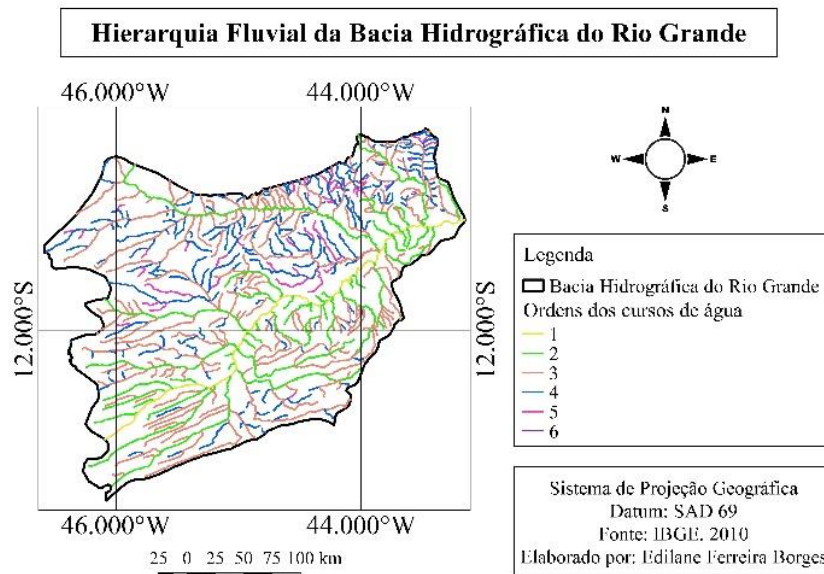 Hierarquia Fluvial da Bacia Hidrográfica do Rio Grande
46.000°W 44.000°W
N
W E
S
12.000°S
12.000°S
46.000°W 44.000°W
25 0 25 50 75 100 km
Legenda
Bacia Hidrográfica do Rio Grande
Ordens dos cursos de água
1
2
3
4
5
6
Sistema de Projeção Geográfica
Datum: SAD 69
Fonte: IBGE. 2010
Elaborado por: Edilane Ferreira Borges